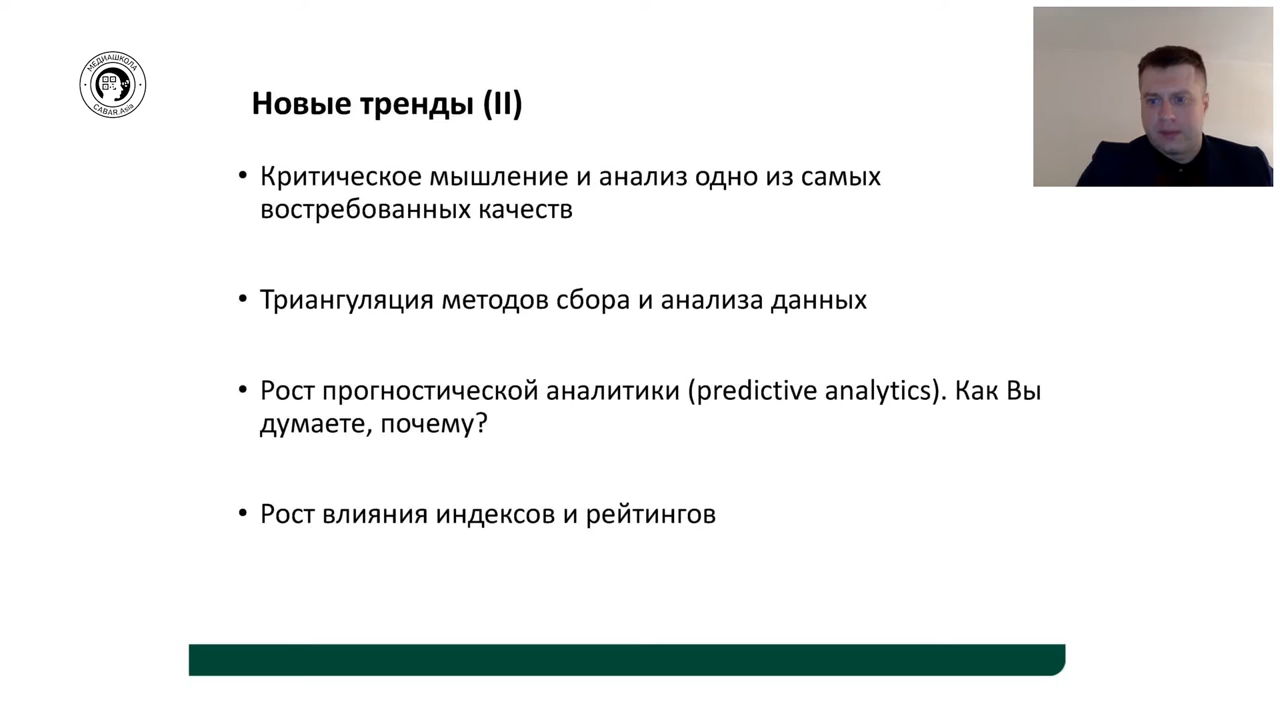 МЕДИАШКОЛА
CABAR.Asia
Новые тренды (II)
• Критическое мышление и анализ одно из самых
востребованных качеств
• Триангуляция методов сбора и анализа данных
• Рост прогностической аналитики (predictive analytics). Как Вы
думаете, почему?
• Рост влияния индексов и рейтингов